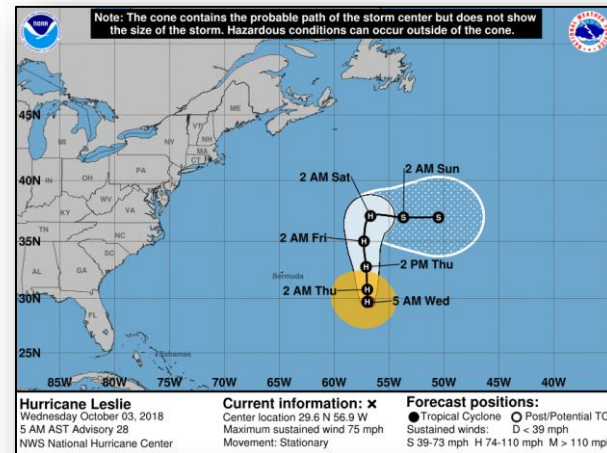 Note: The cone contains the probable path of the storm center but does not show
the size of the storm. Hazardous conditions can occur outside of the cone.
NOAA
ME
45N
VT
NH
MI
NY
MA
CT
PA
2 AM Sun
40N
OH
IN
2 AM Sat
WV
KY
VA
TN
NC
2 AM Fri
35N
SC
2 PM Thu
AL
GA
Bermuda
2 AM Thu
5 AM Wed
30N
FL
25N
Bahamas
85W 80W 75W 70W 65W 60W 55W 50W 45W 40W
H
H
H
H
H
S
S
Hurricane Leslie
Wednesday October 03, 2018
5 AM AST Advisory 28
NWS National Hurricane Center
Current information: x
Center location 29.6 N 56.9 W
Maximum sustained wind 75 mph
Movement: Stationary
Forecast positions:
Tropical Cyclone Post/Potential TC
Sustained winds: D < 39 mph
S 39-73 mph H 74-110 mph M > 110 mph